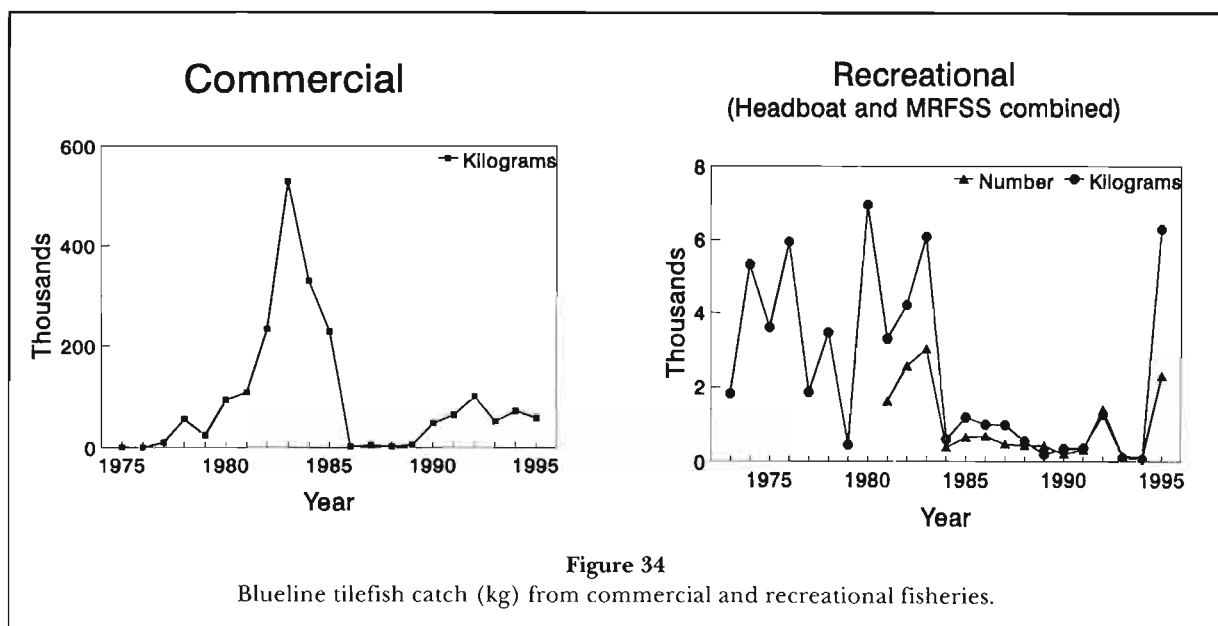 Commercial
600
Kilograms
400
200
0
Thousands
1975 1980 1985 1990 1995
Year
Recreational
(Headboat and MRFSS combined)
8
Number Kilograms
6
4
2
0
Thousands
1975 1980 1985 1990 1995
Year
Figure 34
Blueline tilefish catch (kg) from commercial and recreational fisheries.